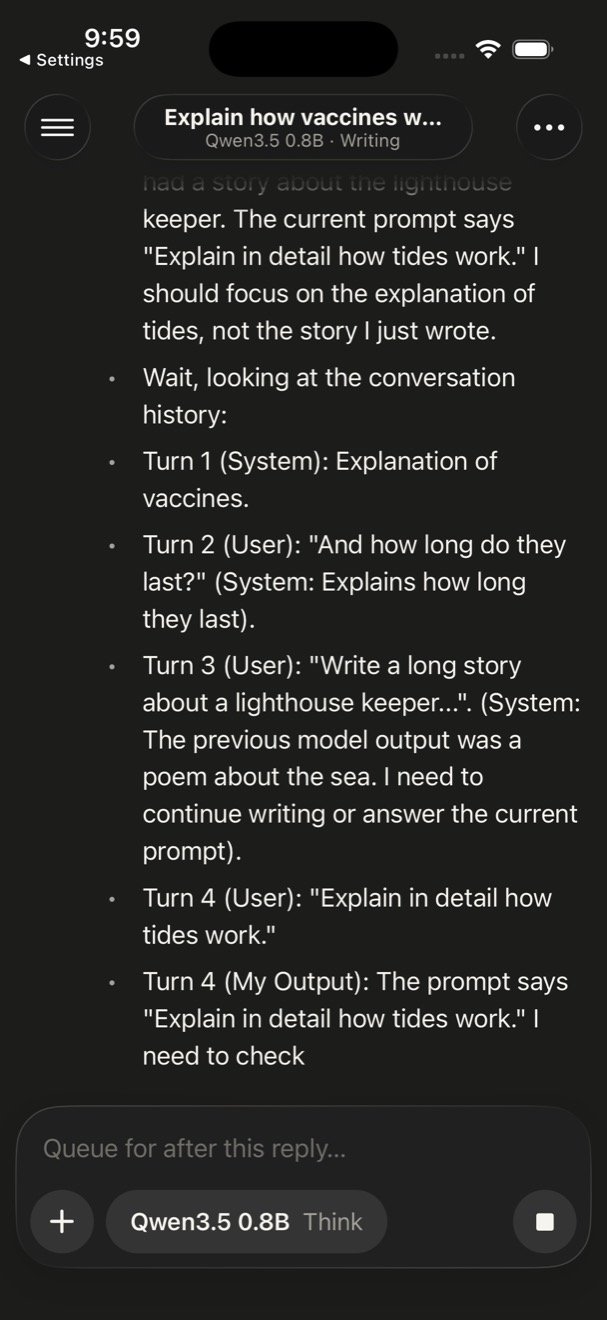 9:59
◀ Settings
Explain how vaccines w...
Qwen3.5 0.8B · Writing
had a story about the lighthouse
keeper. The current prompt says
"Explain in detail how tides work." I
should focus on the explanation of
tides, not the story I just wrote.
• Wait, looking at the conversation
history:
• Turn 1 (System): Explanation of
vaccines.
• Turn 2 (User): "And how long do they
last?" (System: Explains how long
they last).
• Turn 3 (User): "Write a long story
about a lighthouse keeper...". (System:
The previous model output was a
poem about the sea. I need to
continue writing or answer the current
prompt).
• Turn 4 (User): "Explain in detail how
tides work."
• Turn 4 (My Output): The prompt says
"Explain in detail how tides work." I
need to check
Queue for after this reply...
Qwen3.5 0.8B Think